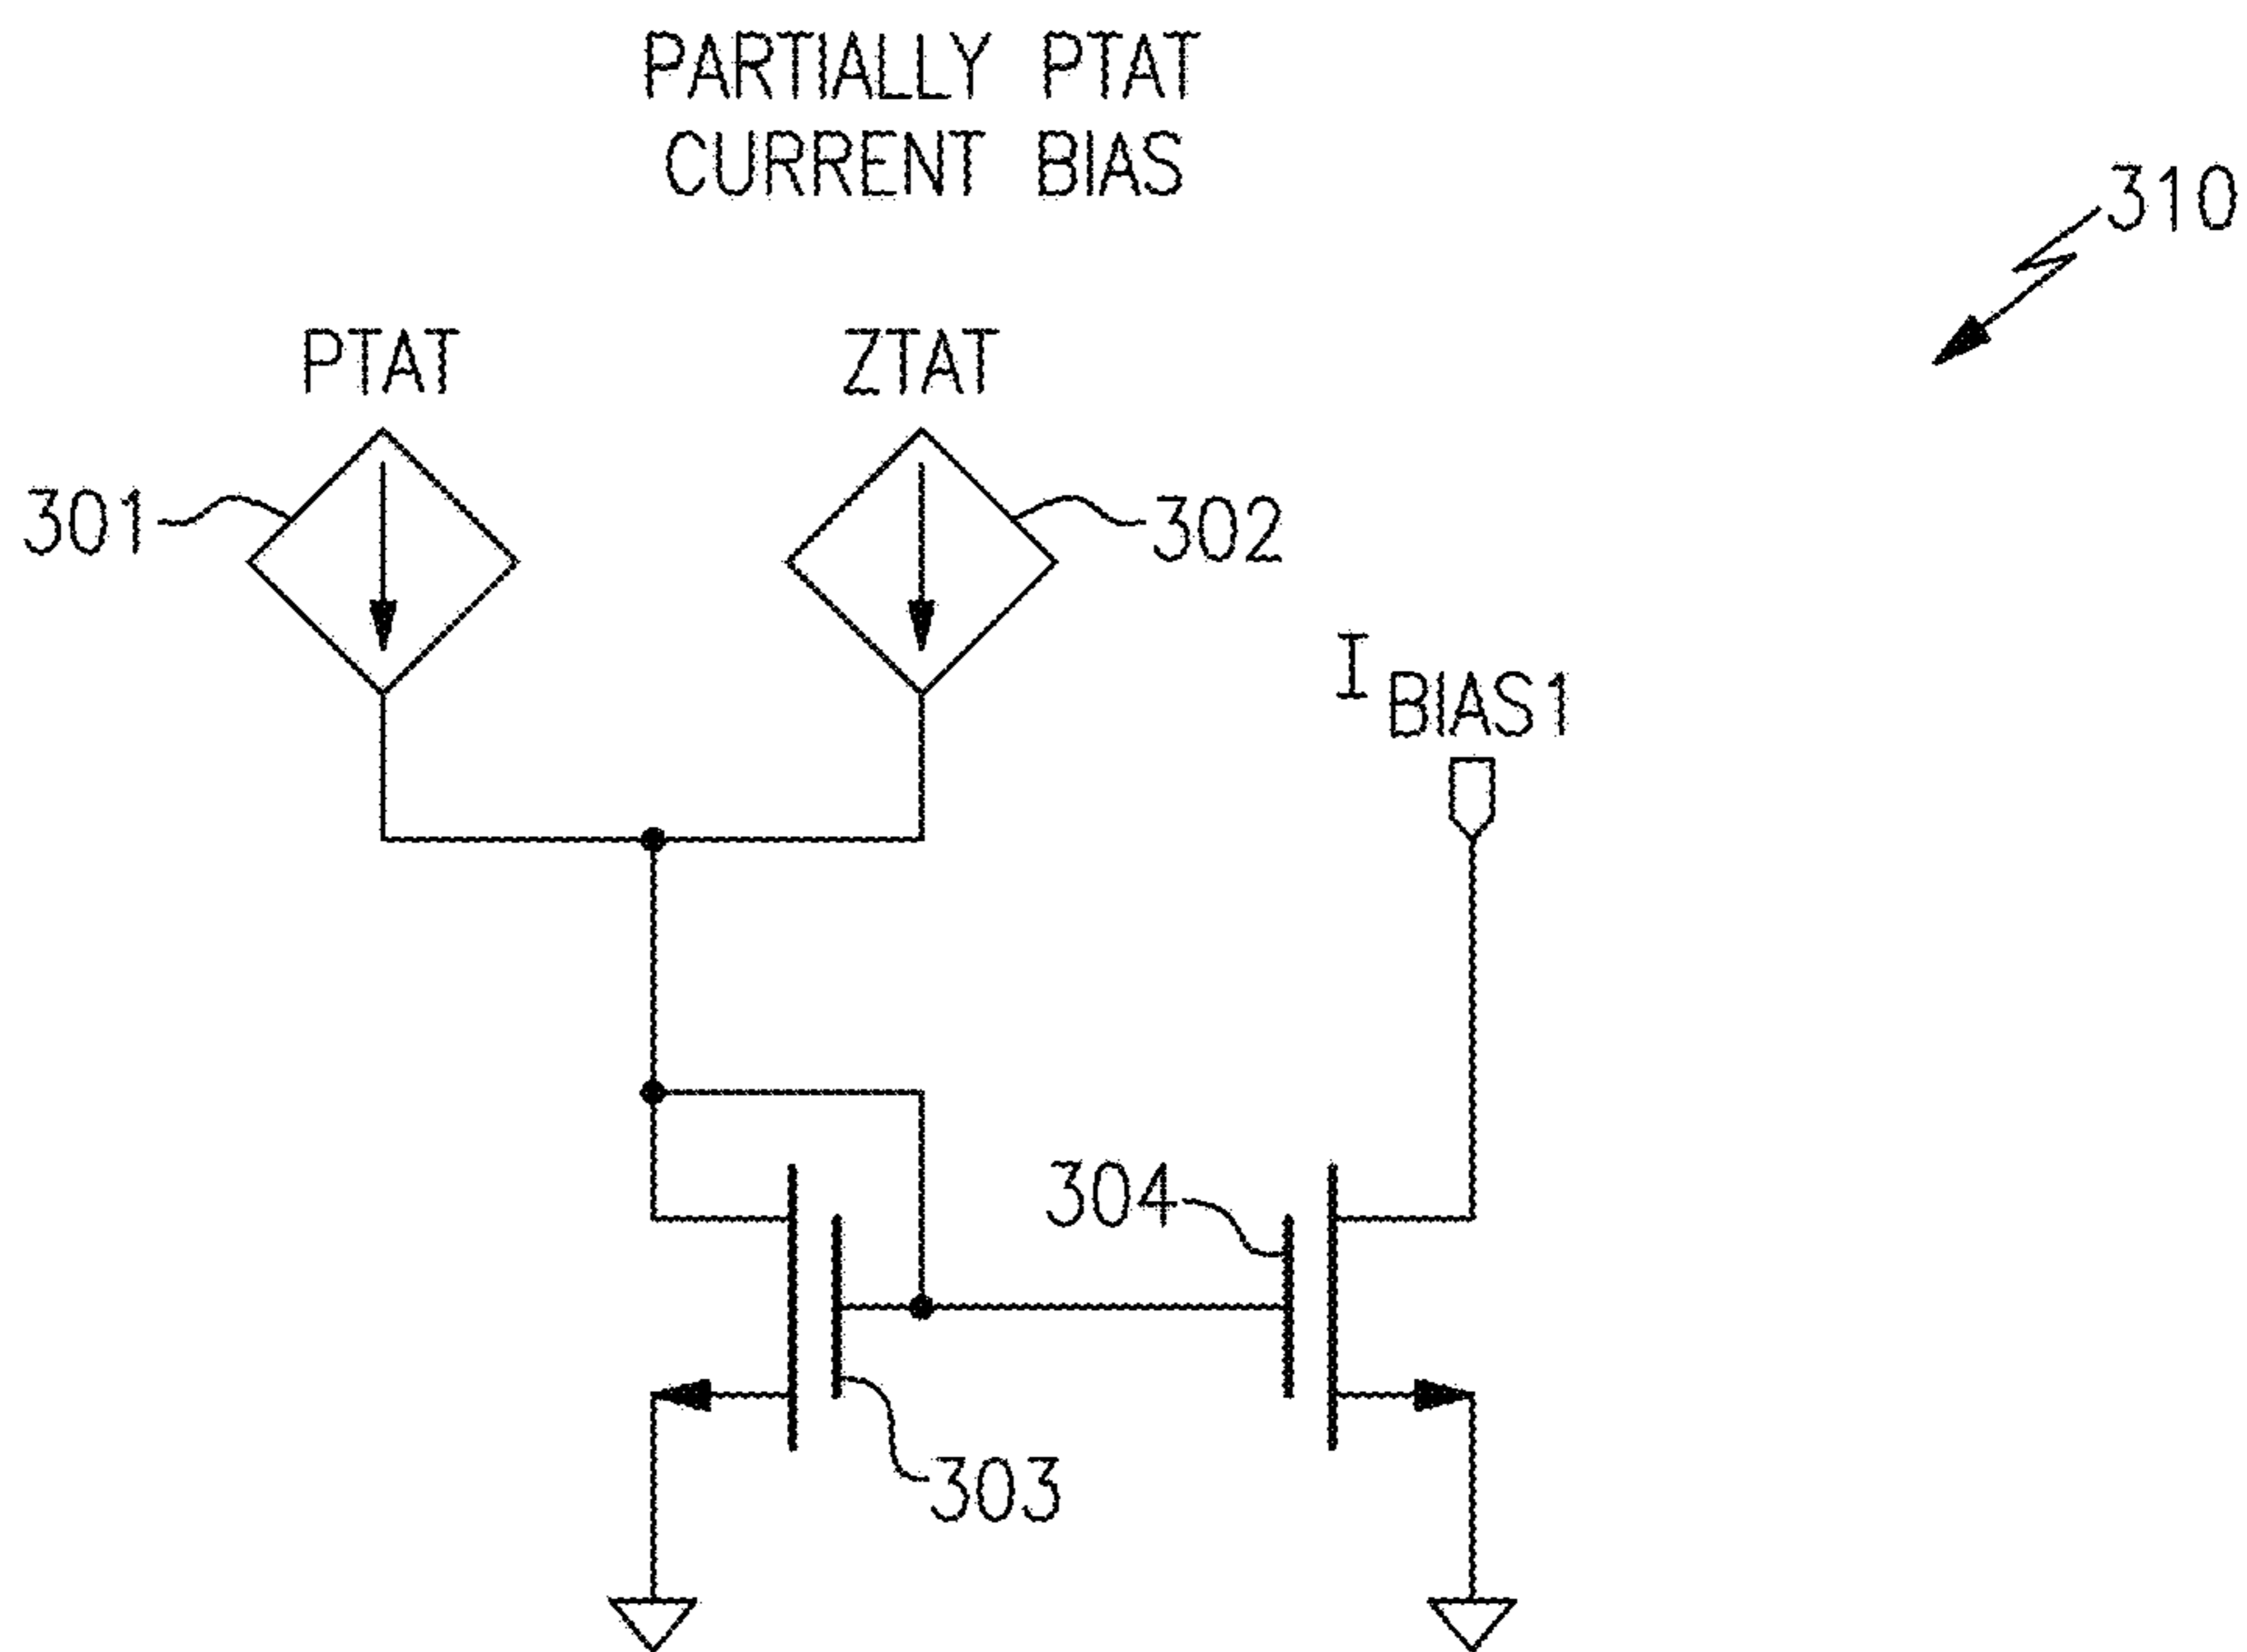 PARTIALLY PTAT
CURRENT BIAS
310
PTAT
ZTAT
301
302
I BIAS1
304
303